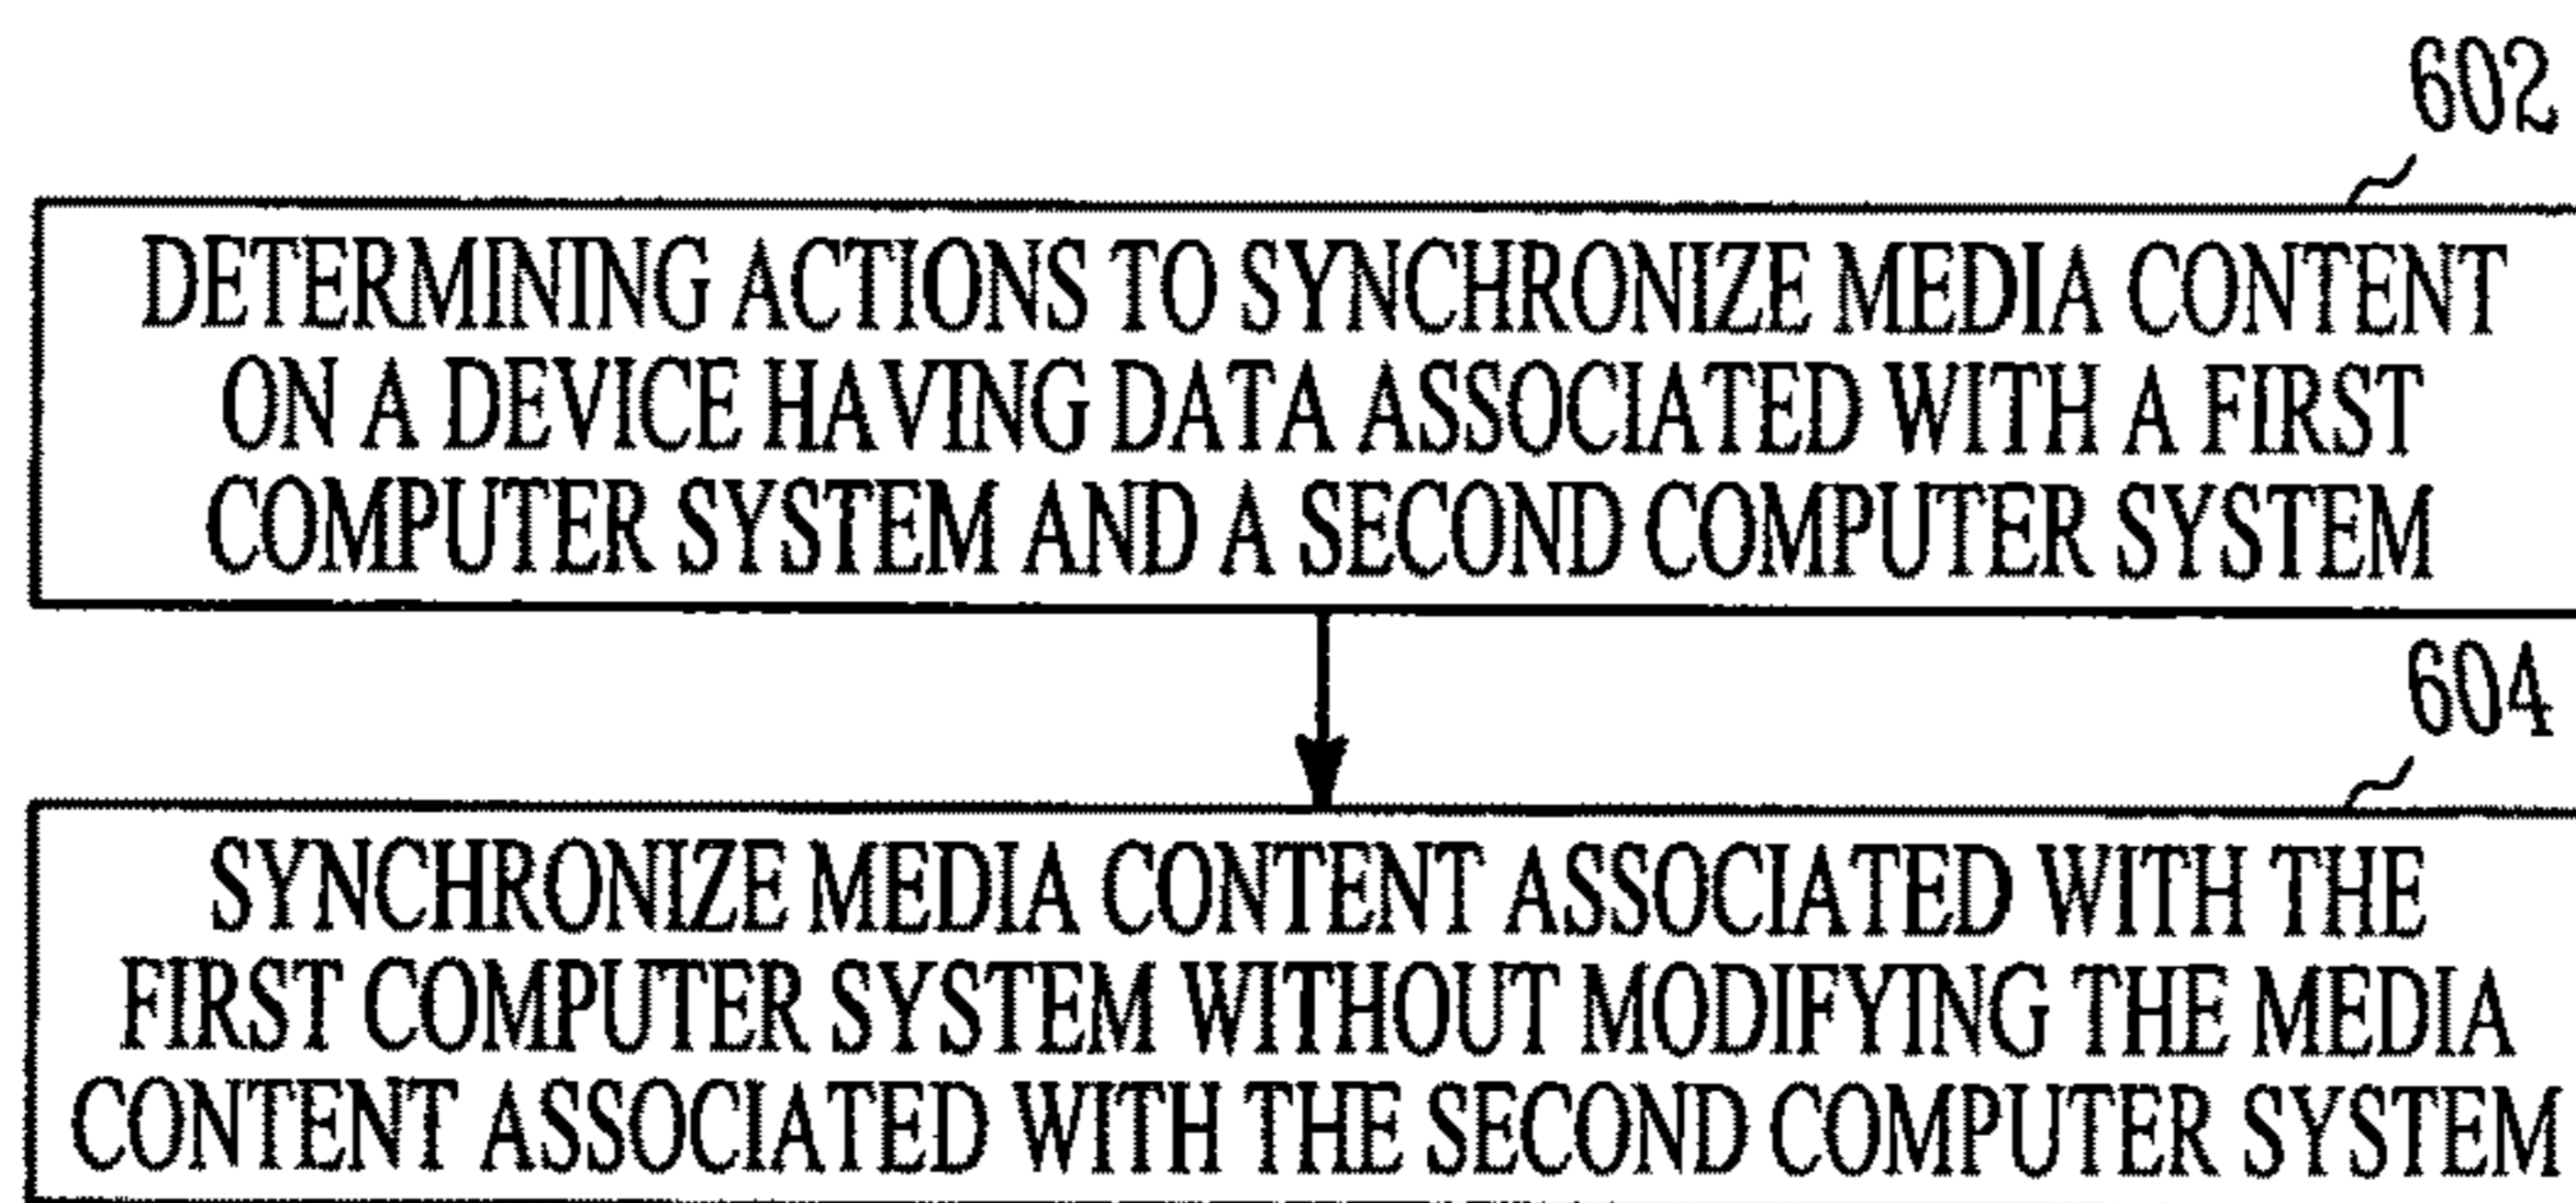 602
DETERMINING ACTIONS TO SYNCHRONIZE MEDIA CONTENT
ON A DEVICE HAVING DATA ASSOCIATED WITH A FIRST
COMPUTER SYSTEM AND A SECOND COMPUTER SYSTEM
604
SYNCHRONIZE MEDIA CONTENT ASSOCIATED WITH THE
FIRST COMPUTER SYSTEM WITHOUT MODIFYING THE MEDIA
CONTENT ASSOCIATED WITH THE SECOND COMPUTER SYSTEM